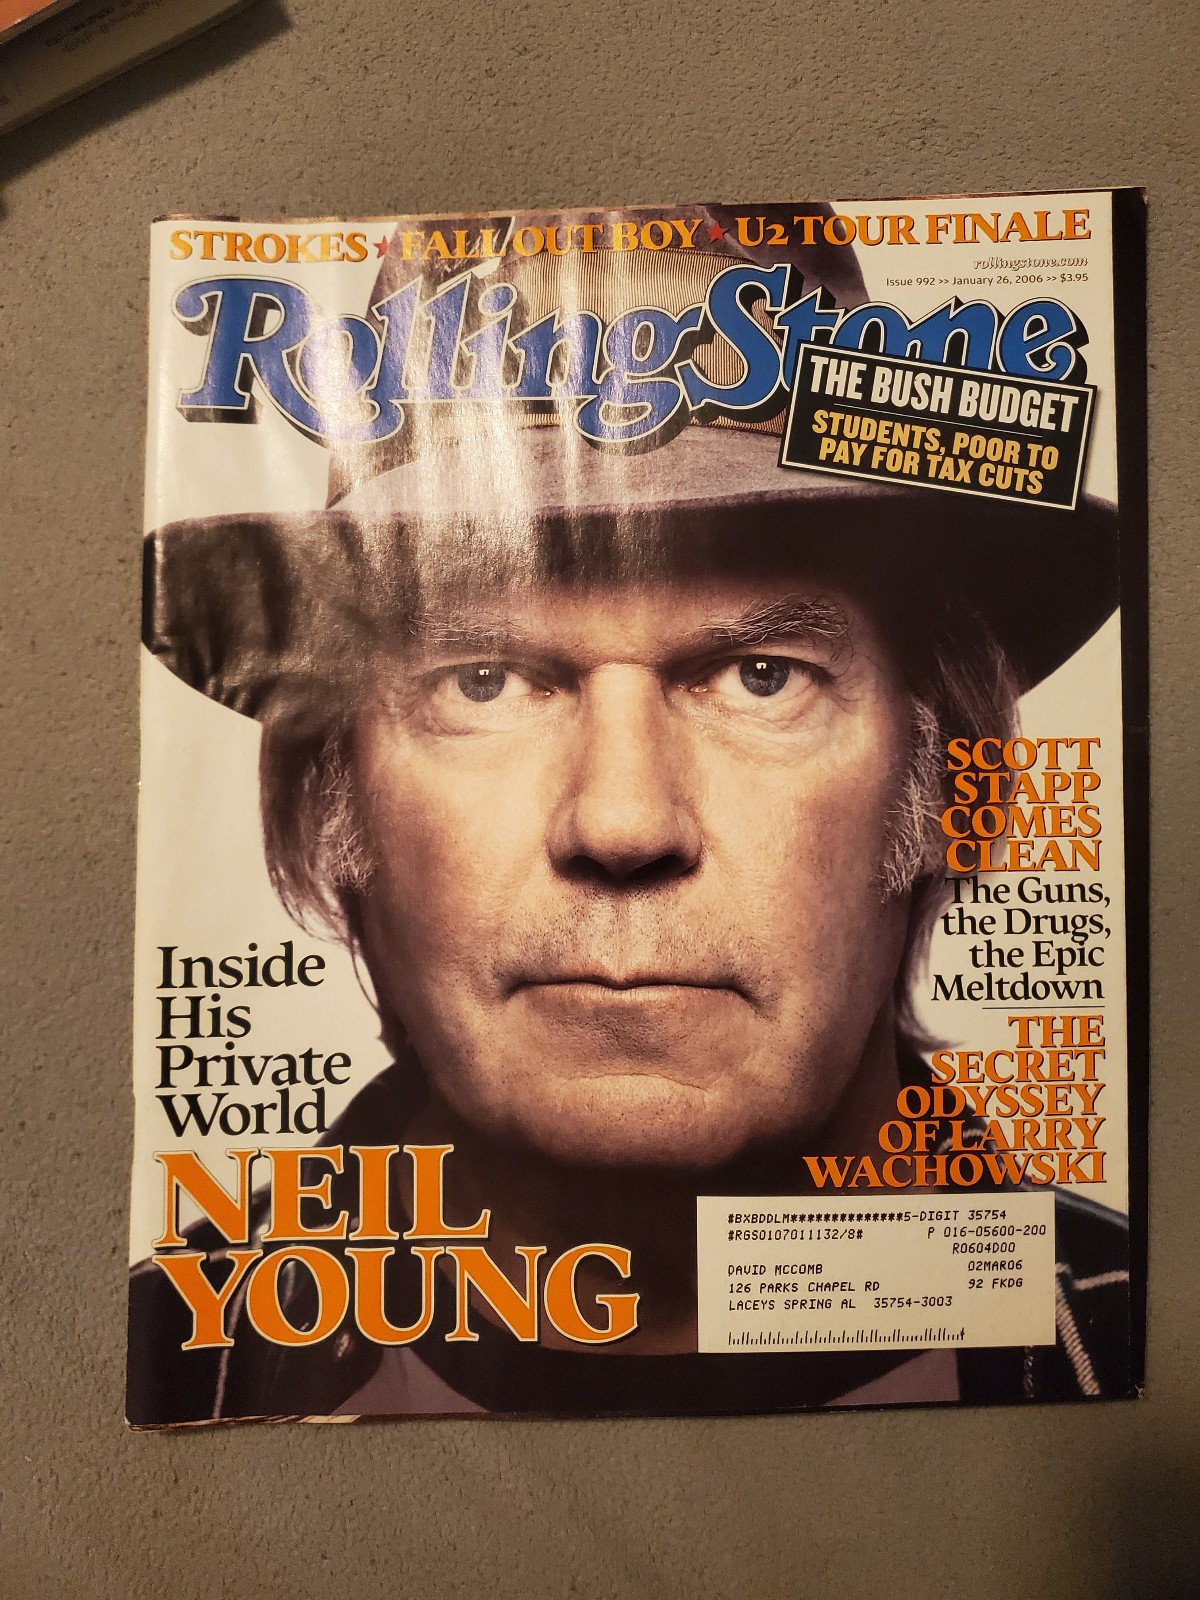 STROKES ★ FALL OUT BOY ★ U2 TOUR FINALE
rollingstone.com
Issue 992 >> January 26, 2006 >> $3.95
Rolling Stone
THE BUSH BUDGET
STUDENTS, POOR TO
PAY FOR TAX CUTS
SCOTT
STAPP
COMES
CLEAN
The Guns,
the Drugs,
the Epic
Meltdown
THE
SECRET
ODYSSEY
OF LARRY
WACHOWSKI
Inside
His
Private
World
NEIL
YOUNG
#BXBDDLM**************5-DIGIT 35754
#RGS0107011132/8# P 016-05600-200
R0604D00
DAVID MCCOMB 02MAR06
126 PARKS CHAPEL RD 92 FKDG
LACEYS SPRING AL 35754-3003